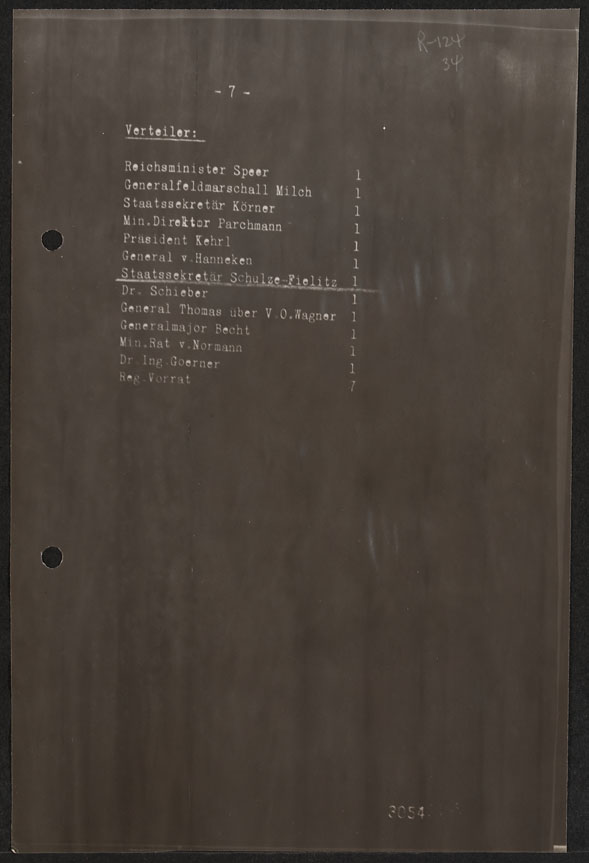 R-124
34
- 7 -
Verteiler:
Reichsminister Speer 1
Generalfeldmarschall Milch 1
Staatssekretär Körner 1
Min.Direktor Parchmann 1
Präsident Kehrl 1
General v.Hanneken 1
Staatssekretär Schulze-Fielitz 1
Dr. Schieber 1
General Thomas über V.O.Wagner 1
Generalmajor Becht 1
Min.Rat v.Normann 1
Dr.Ing.Goerner 1
Reg.Vorrat 7
3054